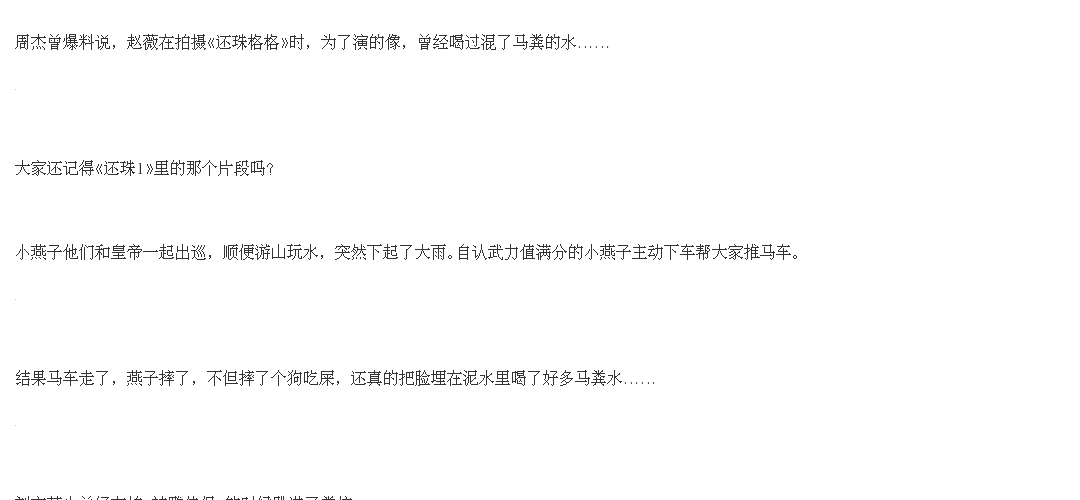 周杰曾爆料说，赵薇在拍摄《还珠格格》时，为了演的像，曾经喝过混了马粪的水……
大家还记得《还珠1》里的那个片段吗？
小燕子他们和皇帝一起出巡，顺便游山玩水，突然下起了大雨。自认武力值满分的小燕子主动下车帮大家推马车。
结果马车走了，燕子摔了，不但摔了个狗吃屎，还真的把脸埋在泥水里喝了好多马粪水……